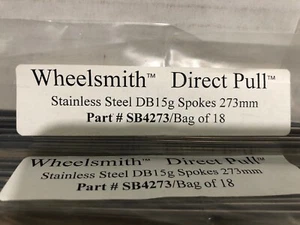 Wheelsmith™ Direct Pull™
Stainless Steel DB15g Spokes 273mm
Part # SB4273/Bag of 18
Wheelsmith™ Direct Pull™
Stainless Steel DB15g Spokes 273mm
Part # SB4273/Bag of 18